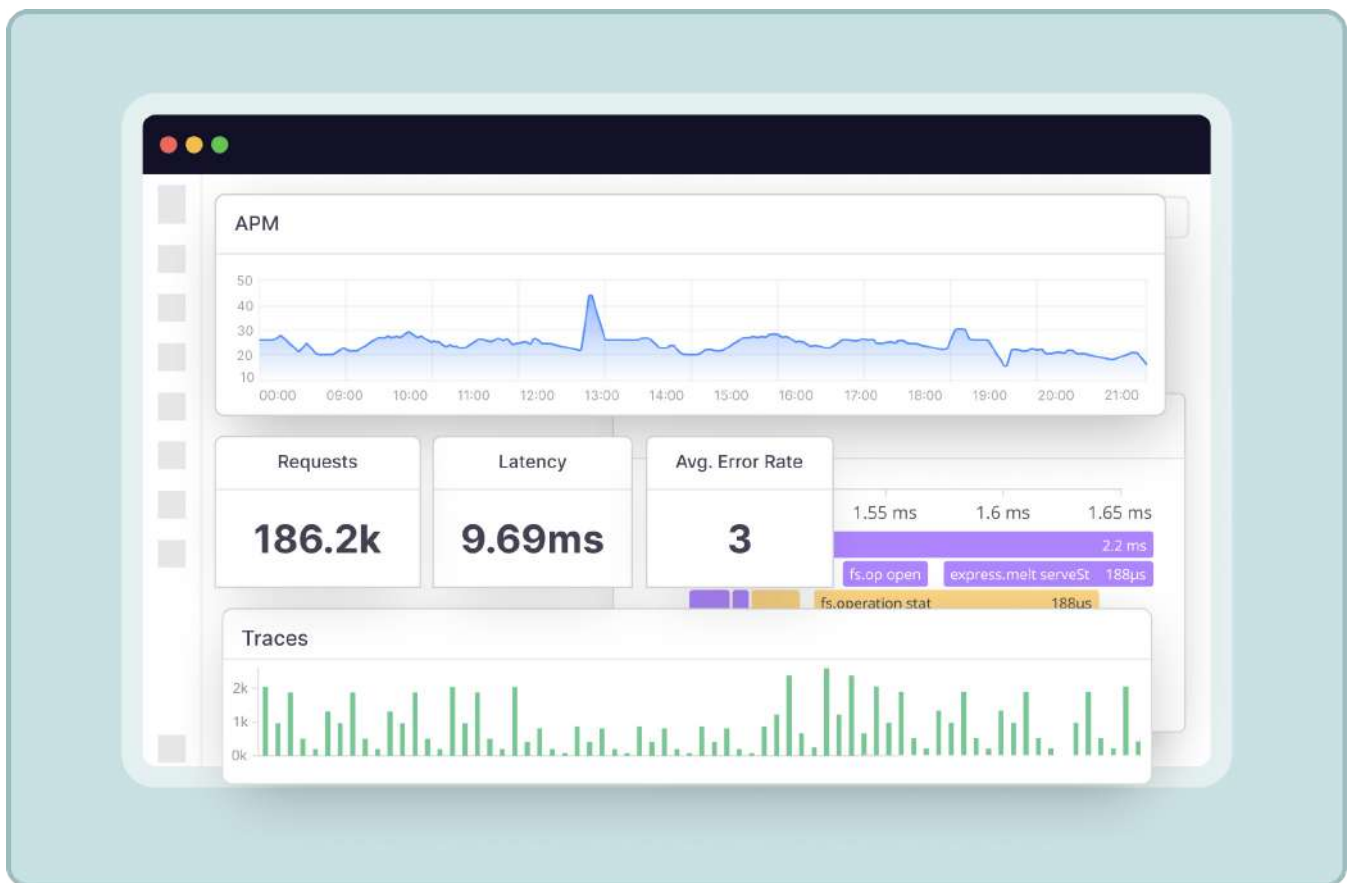 APM
50
40
30
20
10
00:00 09:00 10:00 11:00 12:00 13:00 14:00 15:00 16:00 17:00 18:00 19:00 20:00 21:00
Requests
186.2k
Latency
9.69ms
Avg. Error Rate
3
1.55 ms 1.6 ms 1.65 ms
2.2 ms
fs.op open express.melt serveSt 188μs
fs.operation stat 188us
Traces
2k
1k
0k